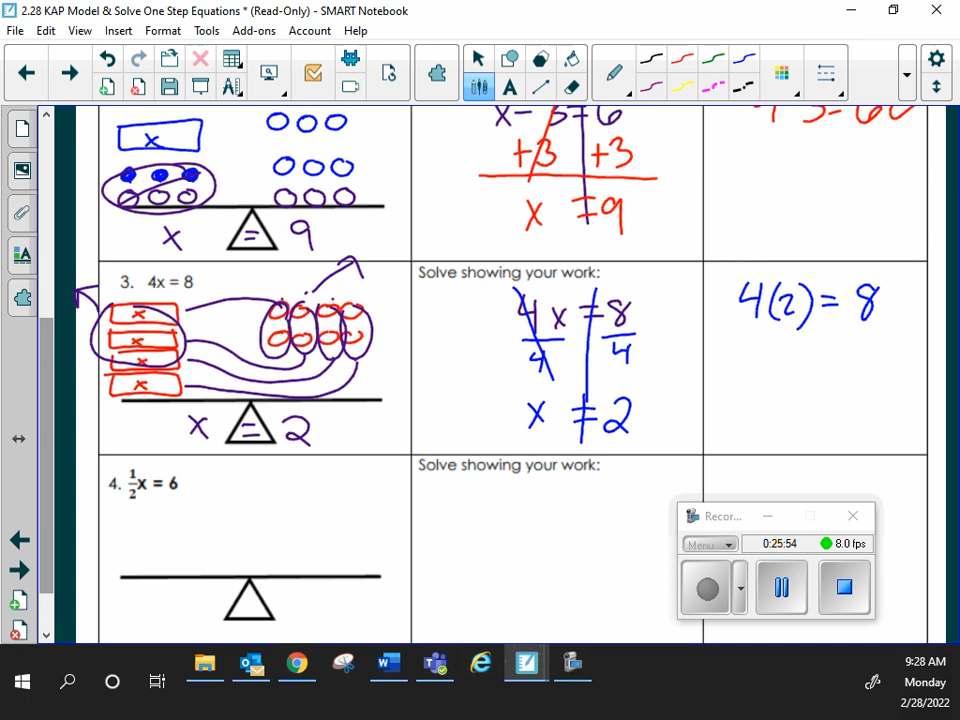 2.28 KAP Model & Solve One Step Equations * (Read-Only) - SMART Notebook
File Edit View Insert Format Tools Add-ons Account Help
x
x = 9
x - 3 = 6
+3 +3
x = 9
3. 4x = 8
x
x
x
x
x = 2
Solve showing your work:
4x = 8
4 4
x = 2
4(2) = 8
4. 1/2x = 6
Solve showing your work:
Recor...
Menu 0:25:54 8.0 fps
9:28 AM
Monday
2/28/2022